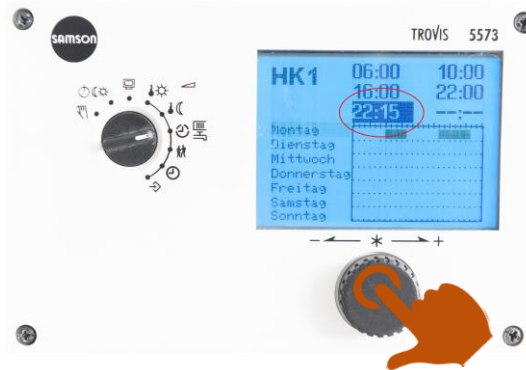 SAMSON
TROVIS 5573
HK1 06:00 10:00
16:00 22:00
22:15 --:--
Montag
Dienstag
Mittwoch
Donnerstag
Freitag
Samstag
Sonntag
- * +